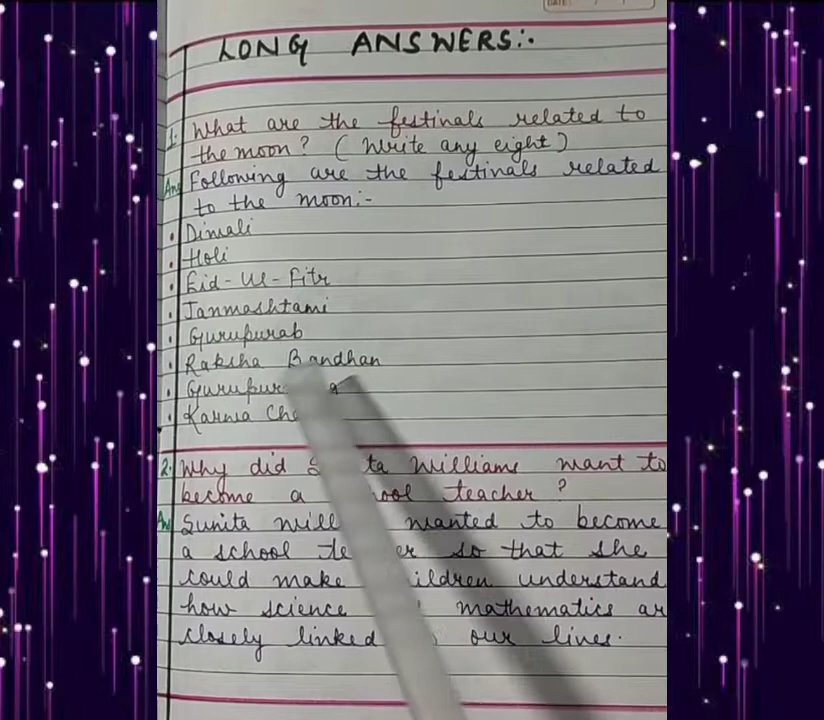 DATE:
LONG ANSWERS:.
1. What are the festivals related to
the moon? (Write any eight)
Ans Following are the festivals related
to the moon:-
. Diwali
. Holi
. Eid-Ul-Fitr
. Janmashtami
. Gurupurab
. Raksha Bandhan
.
. Karwa
2. Why did Williams want to
become a teacher?
Ans Sunita wanted to become
a school so that she
could make understand
how science mathematics ar
closely linked our lives.